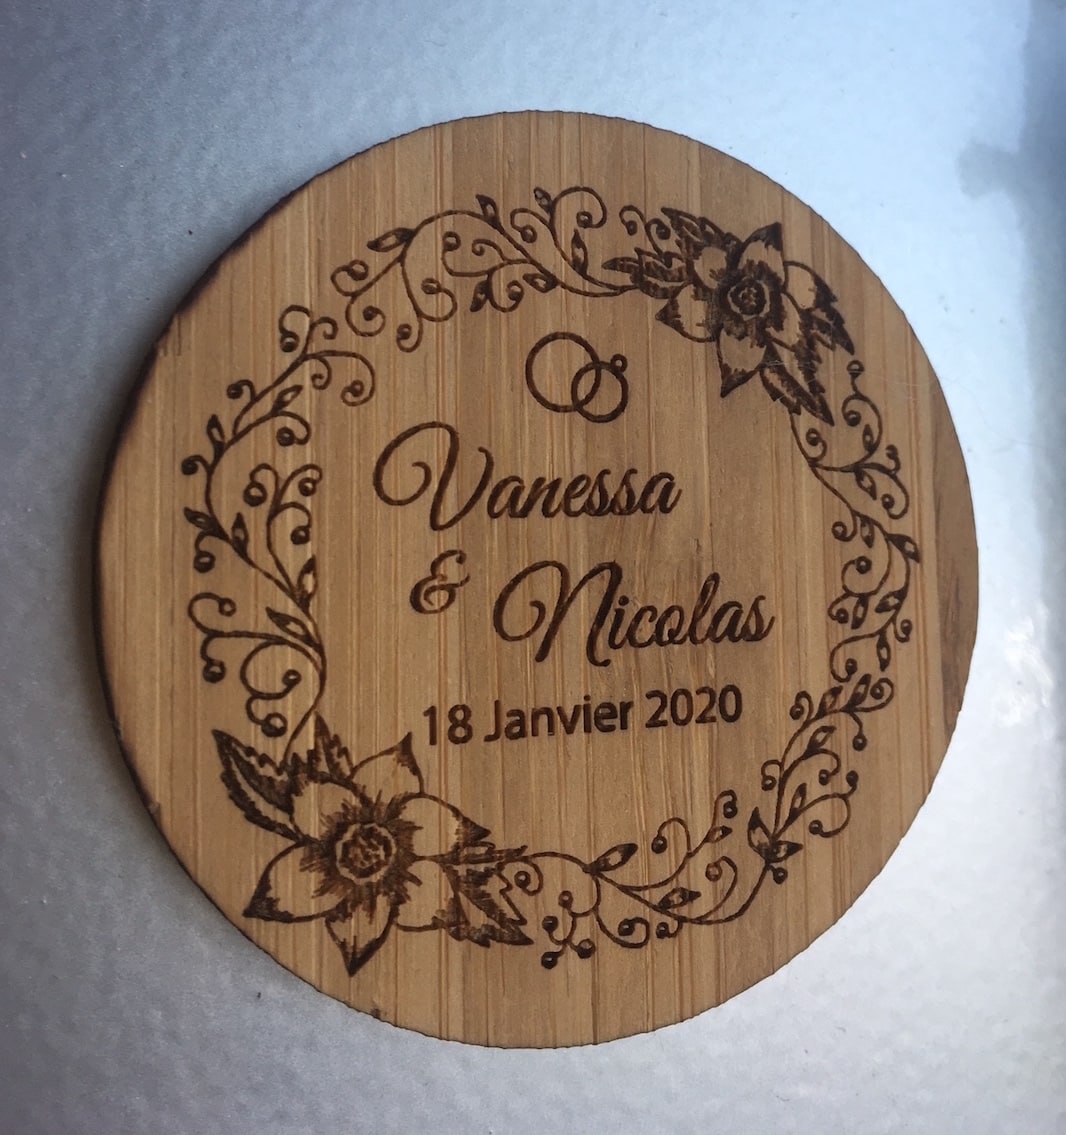 Vanessa
& Nicolas
18 Janvier 2020